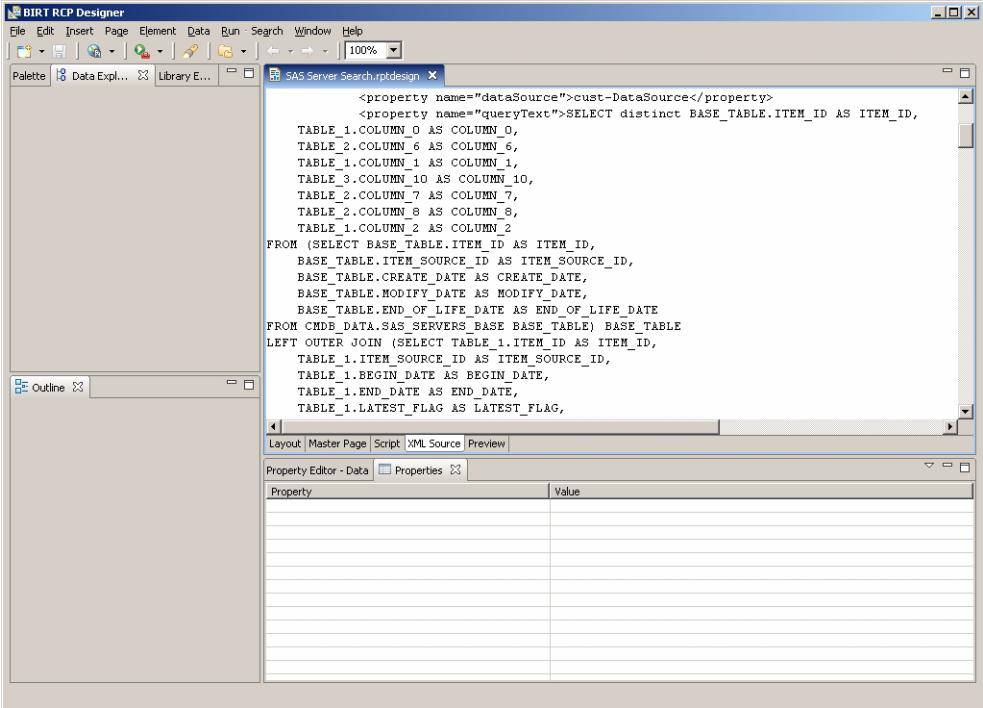 BIRT RCP Designer
File Edit Insert Page Element Data Run Search Window Help
100%
Palette Data Expl... Library E...
SAS Server Search.rptdesign
<property name="dataSource">cust-DataSource</property>
<property name="queryText">SELECT distinct BASE_TABLE.ITEM_ID AS ITEM_ID,
TABLE_1.COLUMN_0 AS COLUMN_0,
TABLE_2.COLUMN_6 AS COLUMN_6,
TABLE_1.COLUMN_1 AS COLUMN_1,
TABLE_3.COLUMN_10 AS COLUMN_10,
TABLE_2.COLUMN_7 AS COLUMN_7,
TABLE_2.COLUMN_8 AS COLUMN_8,
TABLE_1.COLUMN_2 AS COLUMN_2
FROM (SELECT BASE_TABLE.ITEM_ID AS ITEM_ID,
BASE_TABLE.ITEM_SOURCE_ID AS ITEM_SOURCE_ID,
BASE_TABLE.CREATE_DATE AS CREATE_DATE,
BASE_TABLE.MODIFY_DATE AS MODIFY_DATE,
BASE_TABLE.END_OF_LIFE_DATE AS END_OF_LIFE_DATE
FROM CMDB_DATA.SAS_SERVERS_BASE BASE_TABLE) BASE_TABLE
LEFT OUTER JOIN (SELECT TABLE_1.ITEM_ID AS ITEM_ID,
TABLE_1.ITEM_SOURCE_ID AS ITEM_SOURCE_ID,
TABLE_1.BEGIN_DATE AS BEGIN_DATE,
TABLE_1.END_DATE AS END_DATE,
TABLE_1.LATEST_FLAG AS LATEST_FLAG,
Outline
Layout Master Page Script XML Source Preview
Property Editor - Data Properties
Property Value